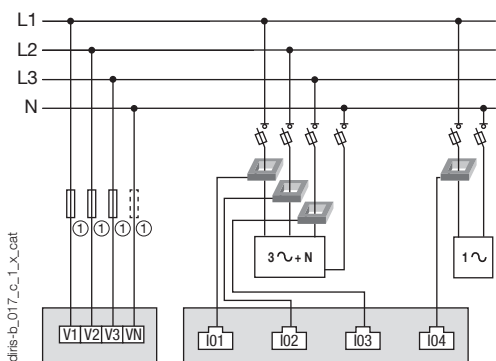 L1
L2
L3
N
① ① ① ①
3∿+N
1∿
V1 V2 V3 VN
I01 I02 I03 I04
diris-b_017_c_1_x_cat